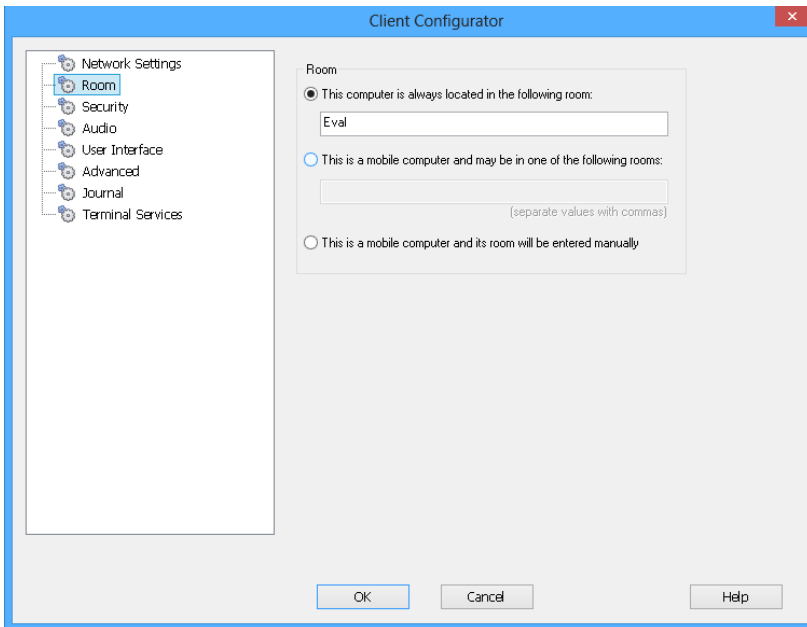 Client Configurator
Network Settings
Room
Security
Audio
User Interface
Advanced
Journal
Terminal Services
Room
This computer is always located in the following room:
Eval
This is a mobile computer and may be in one of the following rooms:
(separate values with commas)
This is a mobile computer and its room will be entered manually
OK
Cancel
Help